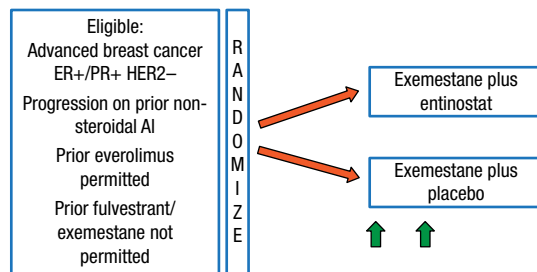 Eligible:
Advanced breast cancer
ER+/PR+ HER2−
Progression on prior non-
steroidal AI
Prior everolimus
permitted
Prior fulvestrant/
exemestane not
permitted
R
A
N
D
O
M
I
Z
E
Exemestane plus
entinostat
Exemestane plus
placebo